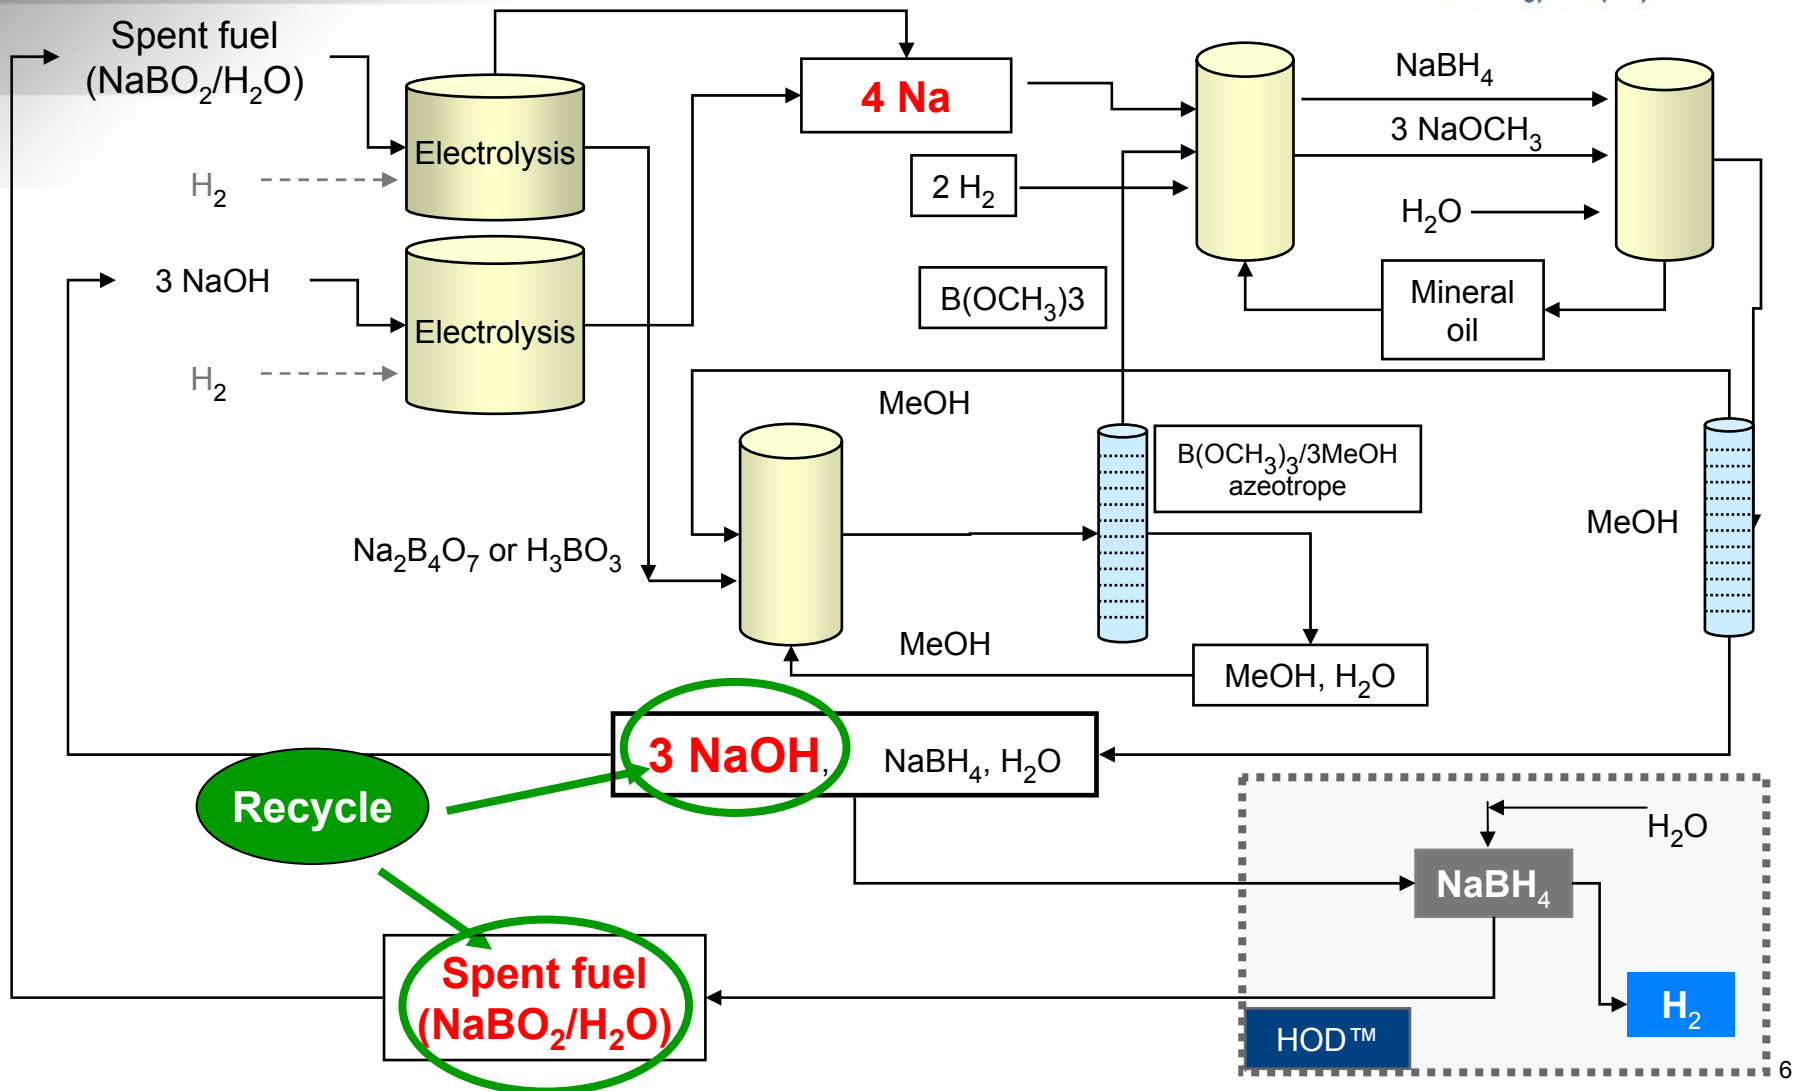 Spent fuel
(NaBO₂/H₂O)
Electrolysis
H₂
3 NaOH
Electrolysis
H₂
4 Na
2 H₂
B(OCH₃)3
NaBH₄
3 NaOCH₃
H₂O
Mineral
oil
MeOH
B(OCH₃)₃/3MeOH
azeotrope
MeOH
Na₂B₄O₇ or H₃BO₃
MeOH
MeOH, H₂O
3 NaOH, NaBH₄, H₂O
Recycle
H₂O
NaBH₄
Spent fuel
(NaBO₂/H₂O)
H₂
HOD™
6